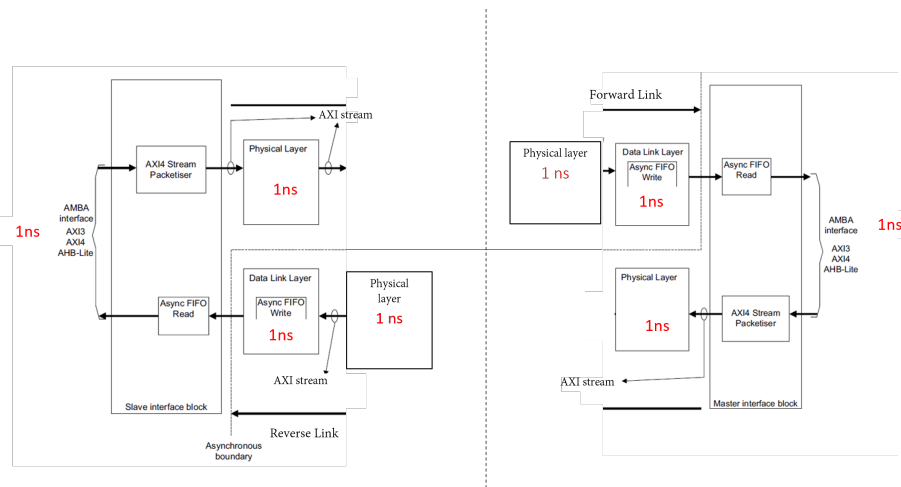 AXI stream
AXI4 Stream
Packetiser
Physical Layer
1ns
AMBA
interface
AXI3
AXI4
AHB-Lite
1ns
Async FIFO
Read
Data Link Layer
Async FIFO
Write
1ns
Physical
layer
1 ns
AXI stream
Slave interface block
Reverse Link
Asynchronous
boundary
Forward Link
Physical layer
1 ns
Data Link Layer
Async FIFO
Write
1ns
Async FIFO
Read
AMBA
interface
AXI3
AXI4
AHB-Lite
1ns
Physical Layer
1ns
AXI4 Stream
Packetiser
AXI stream
Master interface block